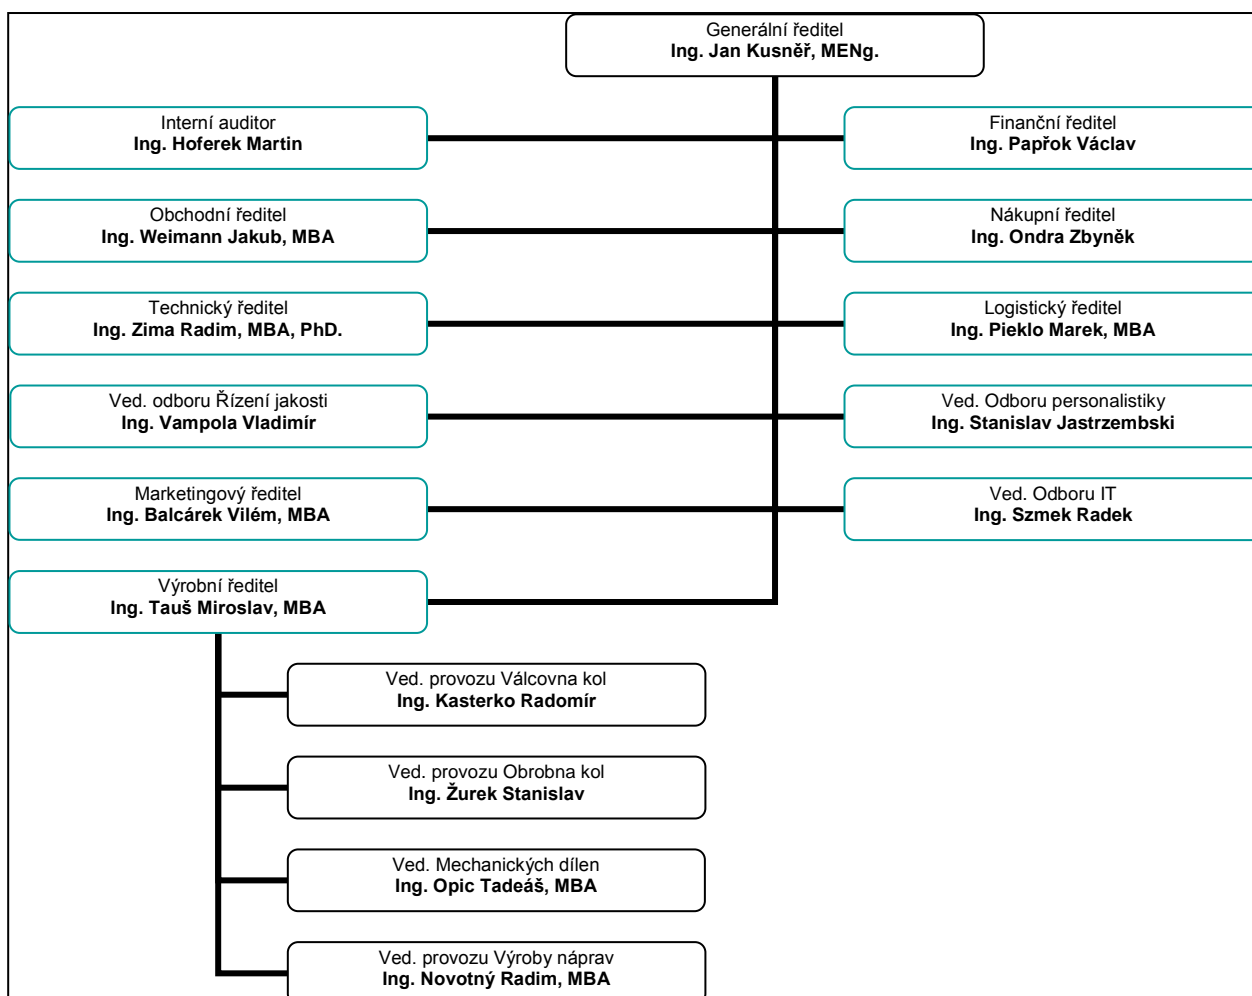 Generální ředitel
Ing. Jan Kusněř, MENg.
Interní auditor
Ing. Hoferek Martin
Finanční ředitel
Ing. Papřok Václav
Obchodní ředitel
Ing. Weimann Jakub, MBA
Nákupní ředitel
Ing. Ondra Zbyněk
Technický ředitel
Ing. Zima Radim, MBA, PhD.
Logistický ředitel
Ing. Pieklo Marek, MBA
Ved. odboru Řízení jakosti
Ing. Vampola Vladimír
Ved. Odboru personalistiky
Ing. Stanislav Jastrzembski
Marketingový ředitel
Ing. Balcárek Vilém, MBA
Ved. Odboru IT
Ing. Szmek Radek
Výrobní ředitel
Ing. Tauš Miroslav, MBA
Ved. provozu Válcovna kol
Ing. Kasterko Radomír
Ved. provozu Obrobna kol
Ing. Žurek Stanislav
Ved. Mechanických dílen
Ing. Opic Tadeáš, MBA
Ved. provozu Výroby náprav
Ing. Novotný Radim, MBA